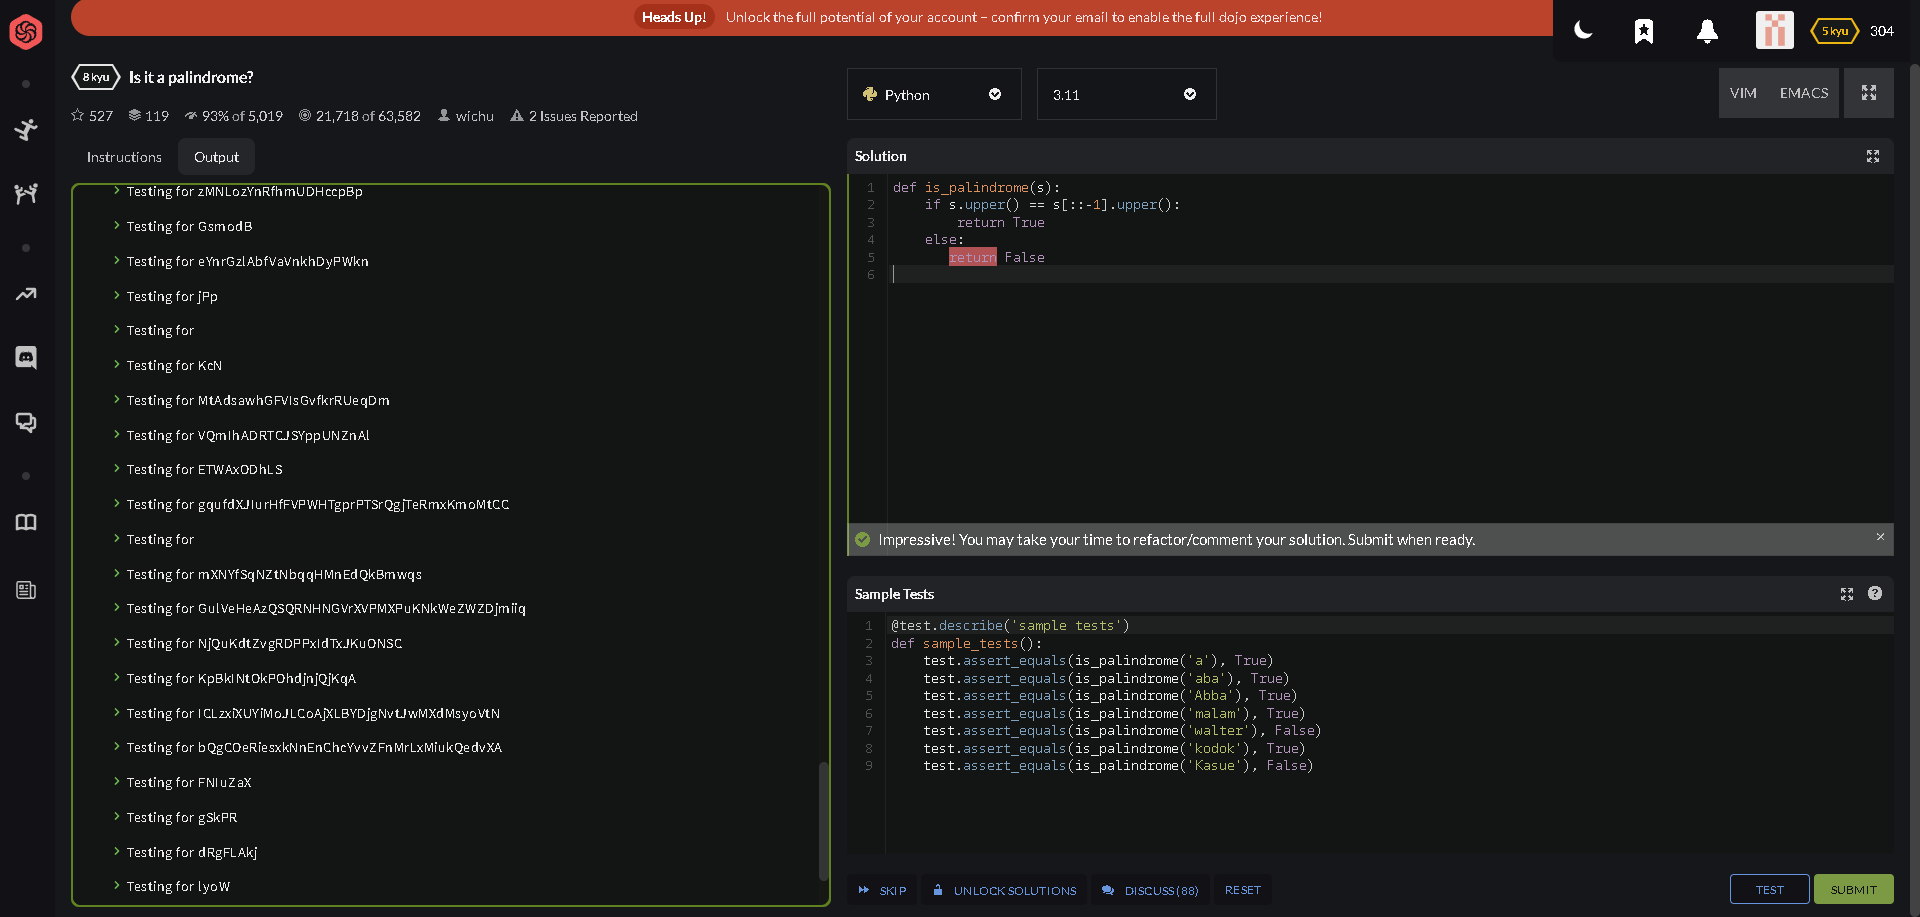 Heads Up! Unlock the full potential of your account – confirm your email to enable the full dojo experience!
5 kyu 304
8 kyu Is it a palindrome?
527 119 93% of 5,019 21,718 of 63,582 wichu 2 Issues Reported
Instructions Output
Testing for zMNLozYnRfhmUDHccpBp
Testing for GsmodB
Testing for eYnrGzlAbfVaVnkhDyPWkn
Testing for jPp
Testing for
Testing for KcN
Testing for MtAdsawhGFVIsGvfkrRUeqDm
Testing for VQmIhADRTCJSYppUNZnAl
Testing for ETWAxODhLS
Testing for gqufdXJIurHfFVPWHTgprPTSrQgjTeRmxKmoMtCC
Testing for
Testing for mXNYfSqNZtNbqqHMnEdQkBmwqs
Testing for GulVeHeAzQSQRNHNGVrXVPMXPuKNkWeZWZDjmiiq
Testing for NjQuKdtZvgRDPPxIdTxJKuONSC
Testing for KpBkINtOkPOhdjnjQjKqA
Testing for ICLzxiXUYiMoJLCoAjXLBYDjgNvtJwMXdMsyoVtN
Testing for bQgCOeRiesxkNnEnChcYvvZFnMrLxMiukQedvXA
Testing for FNIuZaX
Testing for gSkPR
Testing for dRgFLAkj
Testing for lyoW
Python 3.11 VIM EMACS
Solution
1 def is_palindrome(s):
2     if s.upper() == s[::-1].upper():
3         return True
4     else:
5        return False
6
Impressive! You may take your time to refactor/comment your solution. Submit when ready.
Sample Tests
1 @test.describe('sample tests')
2 def sample_tests():
3     test.assert_equals(is_palindrome('a'), True)
4     test.assert_equals(is_palindrome('aba'), True)
5     test.assert_equals(is_palindrome('Abba'), True)
6     test.assert_equals(is_palindrome('malam'), True)
7     test.assert_equals(is_palindrome('walter'), False)
8     test.assert_equals(is_palindrome('kodok'), True)
9     test.assert_equals(is_palindrome('Kasue'), False)
SKIP UNLOCK SOLUTIONS DISCUSS (88) RESET TEST SUBMIT